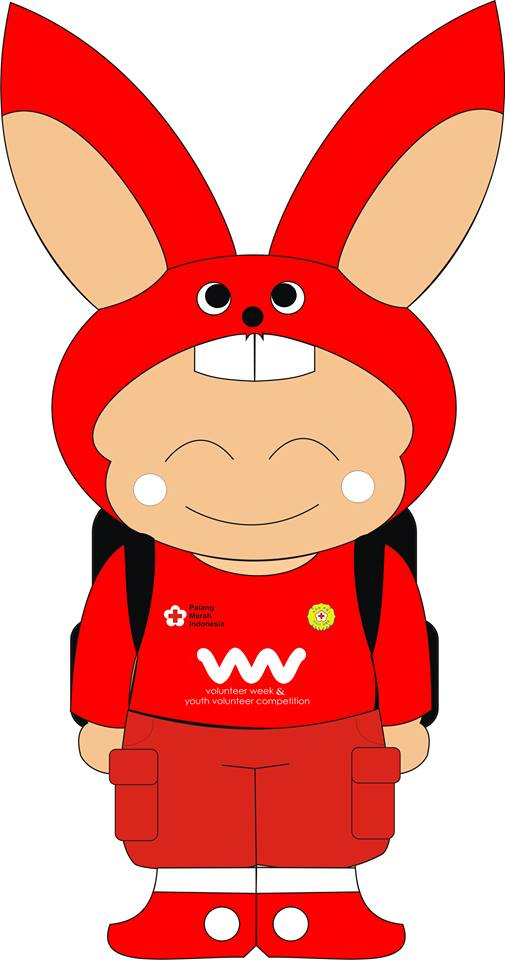 Palang
Merah
Indonesia
volunteer week &
youth volunteer competition